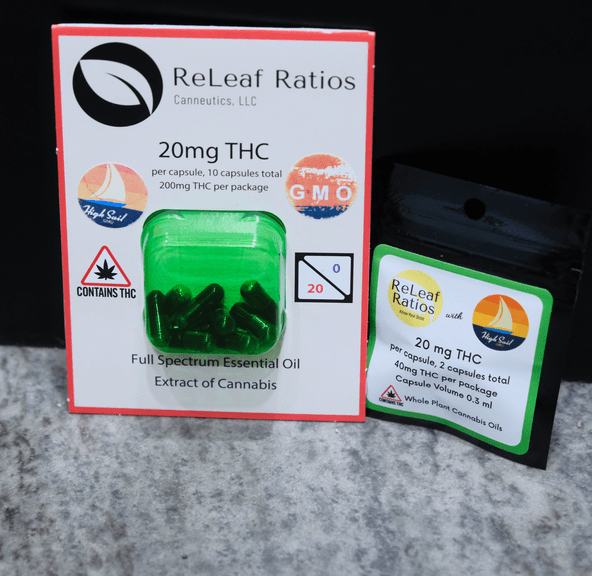 ReLeaf Ratios
Canneutics, LLC
20mg THC
per capsule, 10 capsules total
200mg THC per package
High Sail
GMO
CONTAINS THC
0
20
Full Spectrum Essential Oil
Extract of Cannabis
ReLeaf
Ratios
Know Your Dose
with
High Sail
20 mg THC
per capsule, 2 capsules total
40mg THC per package
Capsule Volume 0.3 ml
CONTAINS THC
Whole Plant Cannabis Oils